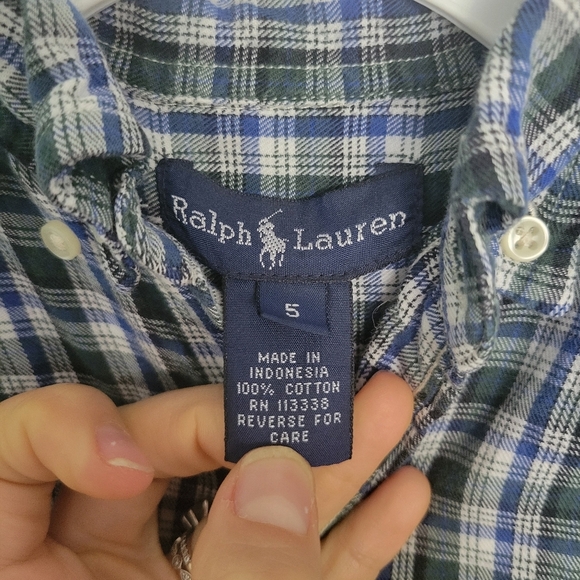 Ralph Lauren
5
MADE IN
INDONESIA
100% COTTON
RN 113338
REVERSE FOR
CARE